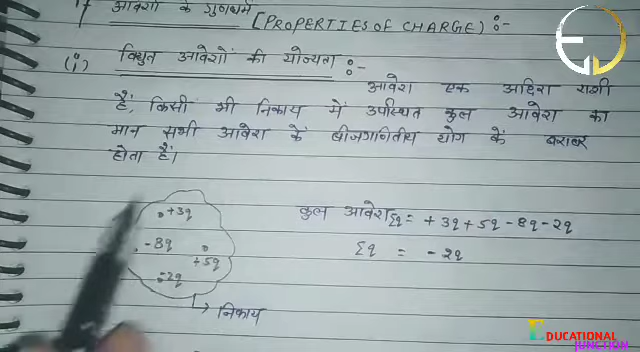 आवेशों के गुणधर्म [PROPERTIES OF CHARGE) :-
(i) विद्युत आवेशों की योज्यता :-
आवेश एक अदिश राशी
हैं, किसी भी निकाय में उपस्थित कुल आवेश का
मान सभी आवेश के बीजगणितीय योग के बराबर
होता हैं।
+3q
-8q
+5q
-2q
निकाय
कुल आवेश Σq = +3q+5q-8q-2q
Σq = -2q
EDUCATIONAL
JUNCTION